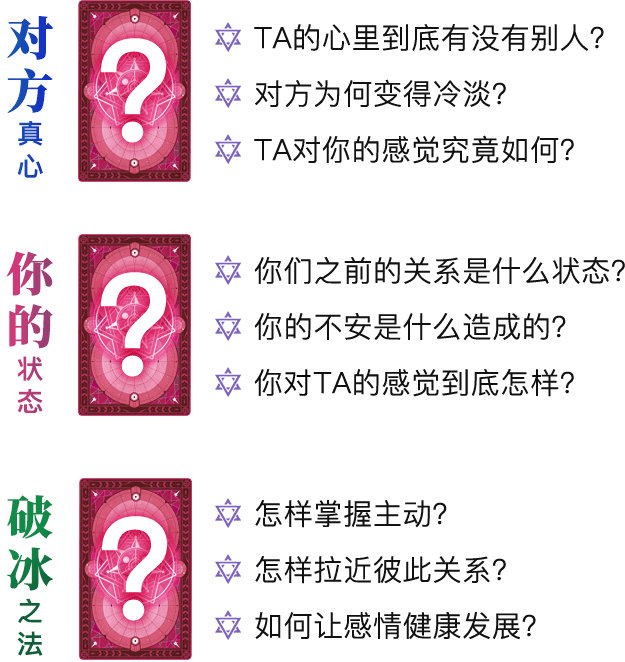 对方真心
TA的心里到底有没有别人?
对方为何变得冷淡?
TA对你的感觉究竟如何?
你的状态
你们之前的关系是什么状态?
你的不安是什么造成的?
你对TA的感觉到底怎样?
破冰之法
怎样掌握主动?
怎样拉近彼此关系?
如何让感情健康发展?